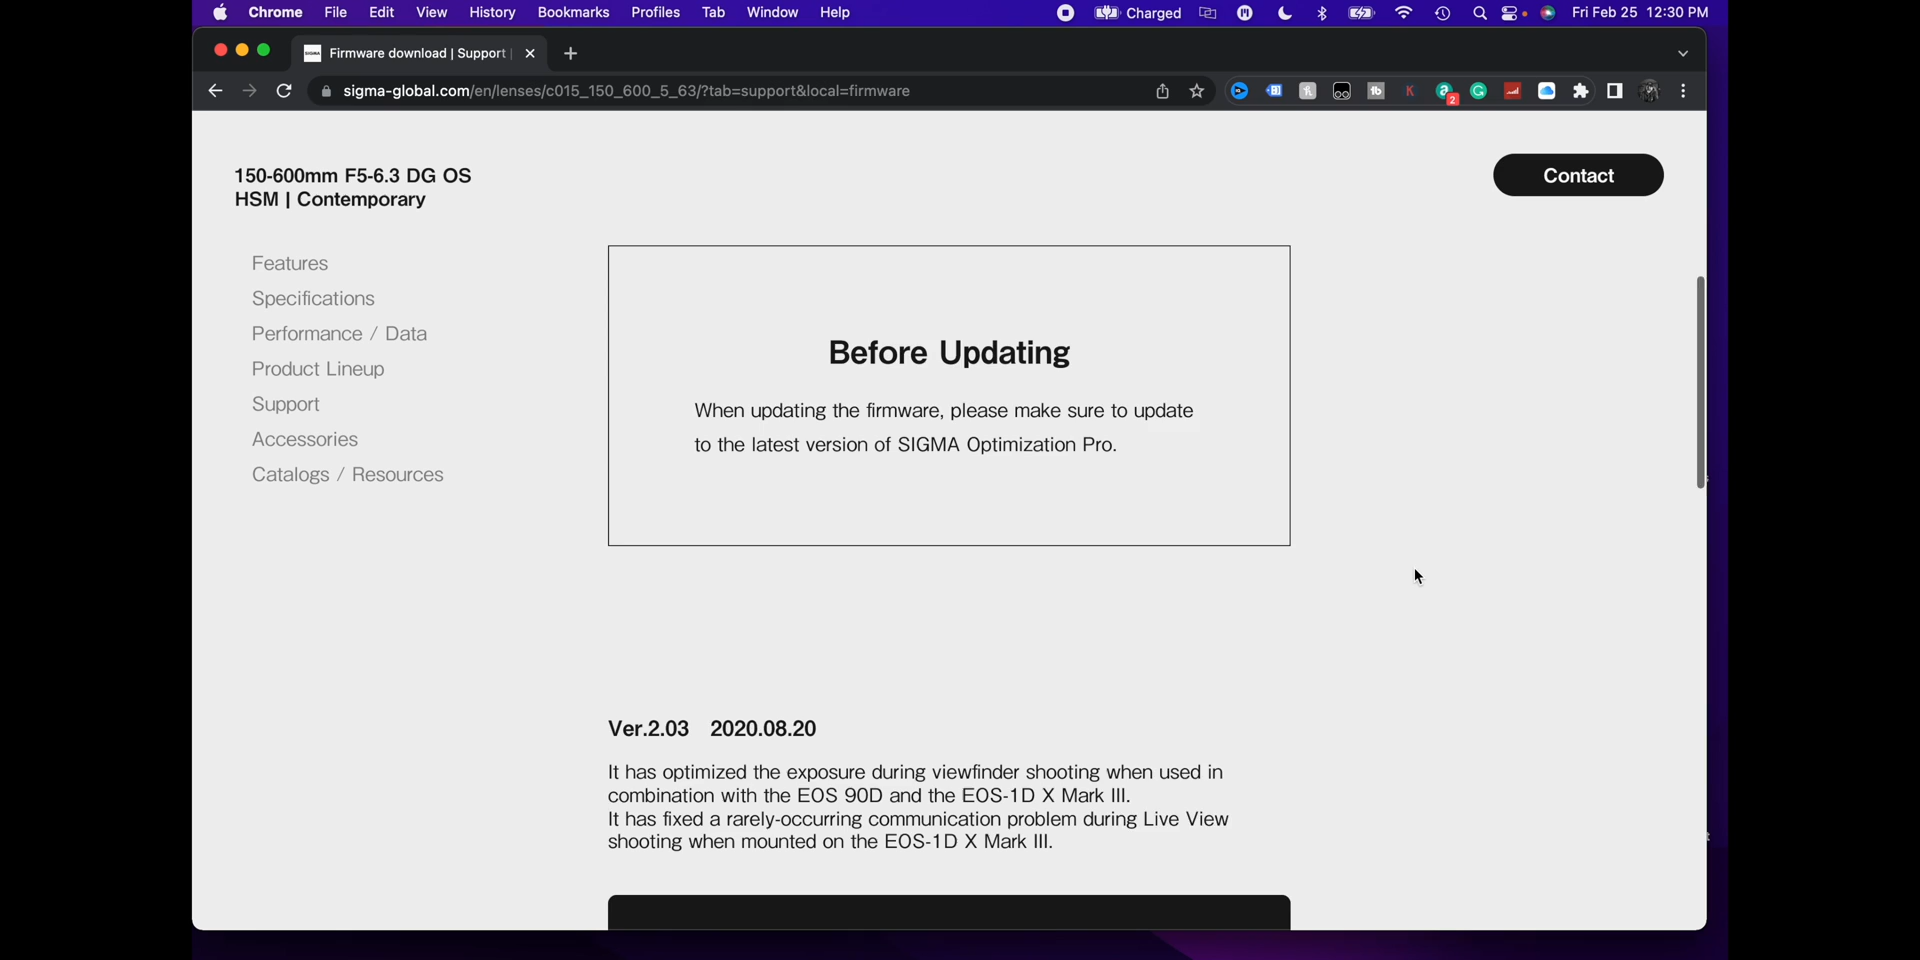 Chrome File Edit View History Bookmarks Profiles Tab Window Help Charged Fri Feb 25 12:30 PM
Firmware download | Support |
sigma-global.com/en/lenses/c015_150_600_5_63/?tab=support&local=firmware
2
150-600mm F5-6.3 DG OS
HSM | Contemporary
Contact
Features
Specifications
Performance / Data
Product Lineup
Support
Accessories
Catalogs / Resources
Before Updating
When updating the firmware, please make sure to update
to the latest version of SIGMA Optimization Pro.
Ver.2.03 2020.08.20
It has optimized the exposure during viewfinder shooting when used in
combination with the EOS 90D and the EOS-1D X Mark III.
It has fixed a rarely-occurring communication problem during Live View
shooting when mounted on the EOS-1D X Mark III.